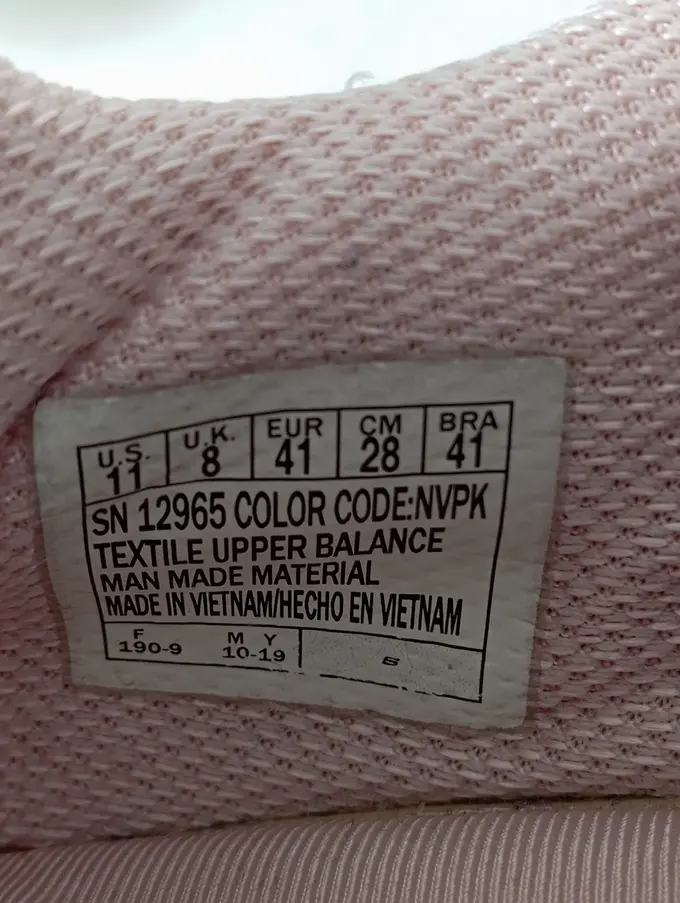 U.S. U.K. EUR CM BRA
11 8 41 28 41
SN 12965 COLOR CODE:NVPK
TEXTILE UPPER BALANCE
MAN MADE MATERIAL
MADE IN VIETNAM/HECHO EN VIETNAM
F M Y
190-9 10-19